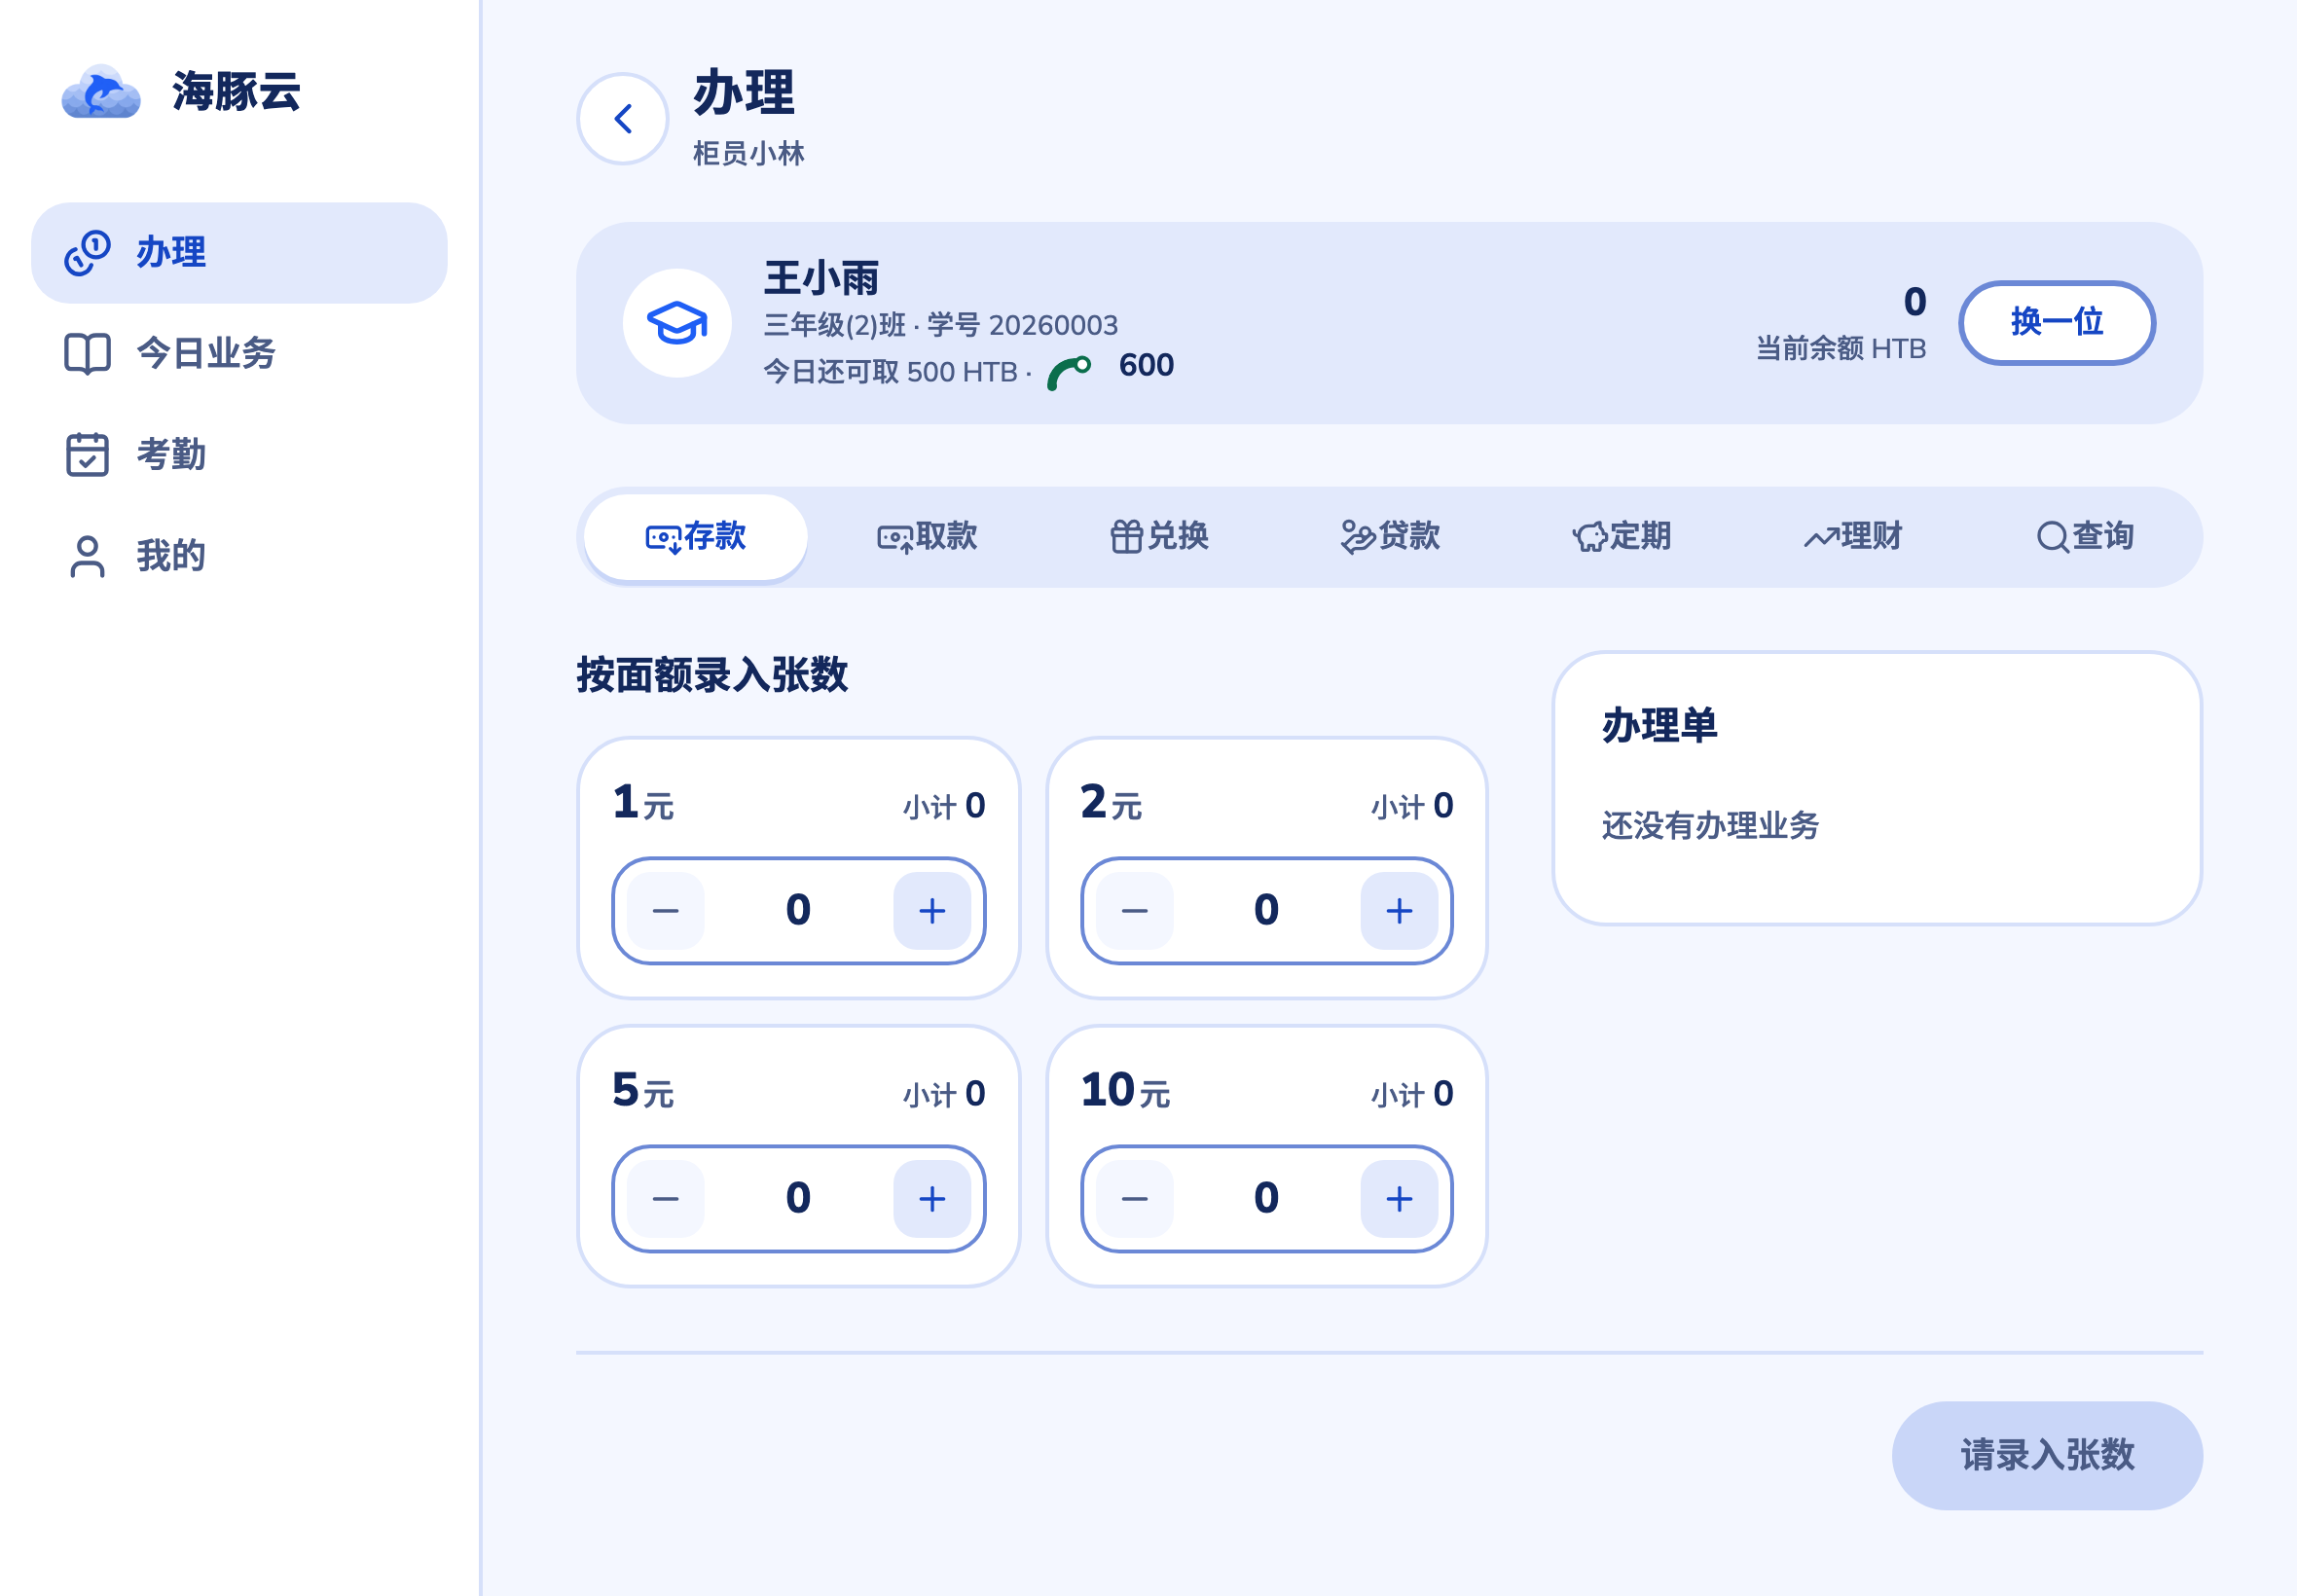 海豚云
办理
今日业务
考勤
我的
办理
柜员小林
王小雨
三年级(2)班 · 学号 20260003
今日还可取 500 HTB · 600
0
当前余额 HTB
换一位
存款
取款
兑换
贷款
定期
理财
查询
按面额录入张数
1元 小计 0
0
2元 小计 0
0
5元 小计 0
0
10元 小计 0
0
办理单
还没有办理业务
请录入张数